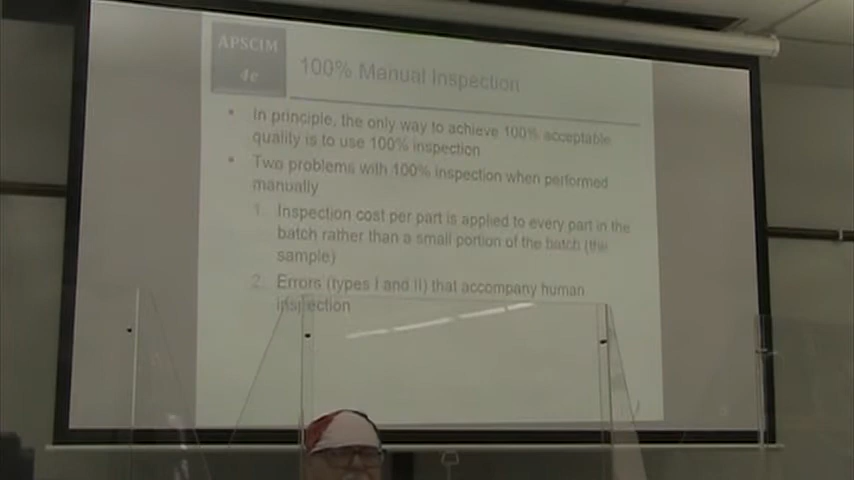 APSCIM
4e
100% Manual Inspection
• In principle, the only way to achieve 100% acceptable
quality is to use 100% inspection
• Two problems with 100% inspection when performed
manually
1. Inspection cost per part is applied to every part in the
batch rather than a small portion of the batch (the
sample)
2. Errors (types I and II) that accompany human
inspection